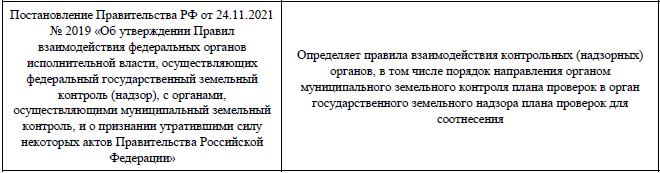 Постановление Правительства РФ от 24.11.2021
№ 2019 «Об утверждении Правил
взаимодействия федеральных органов
исполнительной власти, осуществляющих
федеральный государственный земельный
контроль (надзор), с органами,
осуществляющими муниципальный земельный
контроль, и о признании утратившими силу
некоторых актов Правительства Российской
Федерации»
Определяет правила взаимодействия контрольных (надзорных)
органов, в том числе порядок направления органом
муниципального земельного контроля плана проверок в орган
государственного земельного надзора плана проверок для
соотнесения